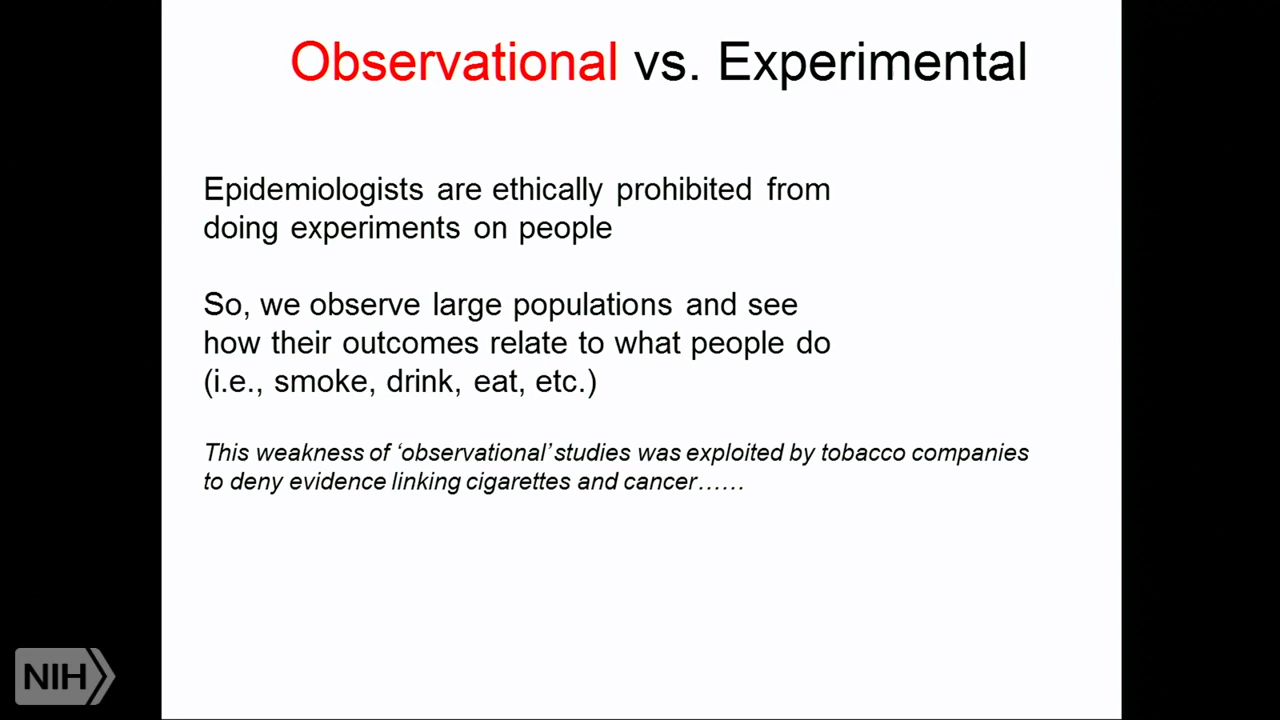 Observational vs. Experimental
Epidemiologists are ethically prohibited from
doing experiments on people
So, we observe large populations and see
how their outcomes relate to what people do
(i.e., smoke, drink, eat, etc.)
This weakness of ‘observational’ studies was exploited by tobacco companies
to deny evidence linking cigarettes and cancer……
NIH